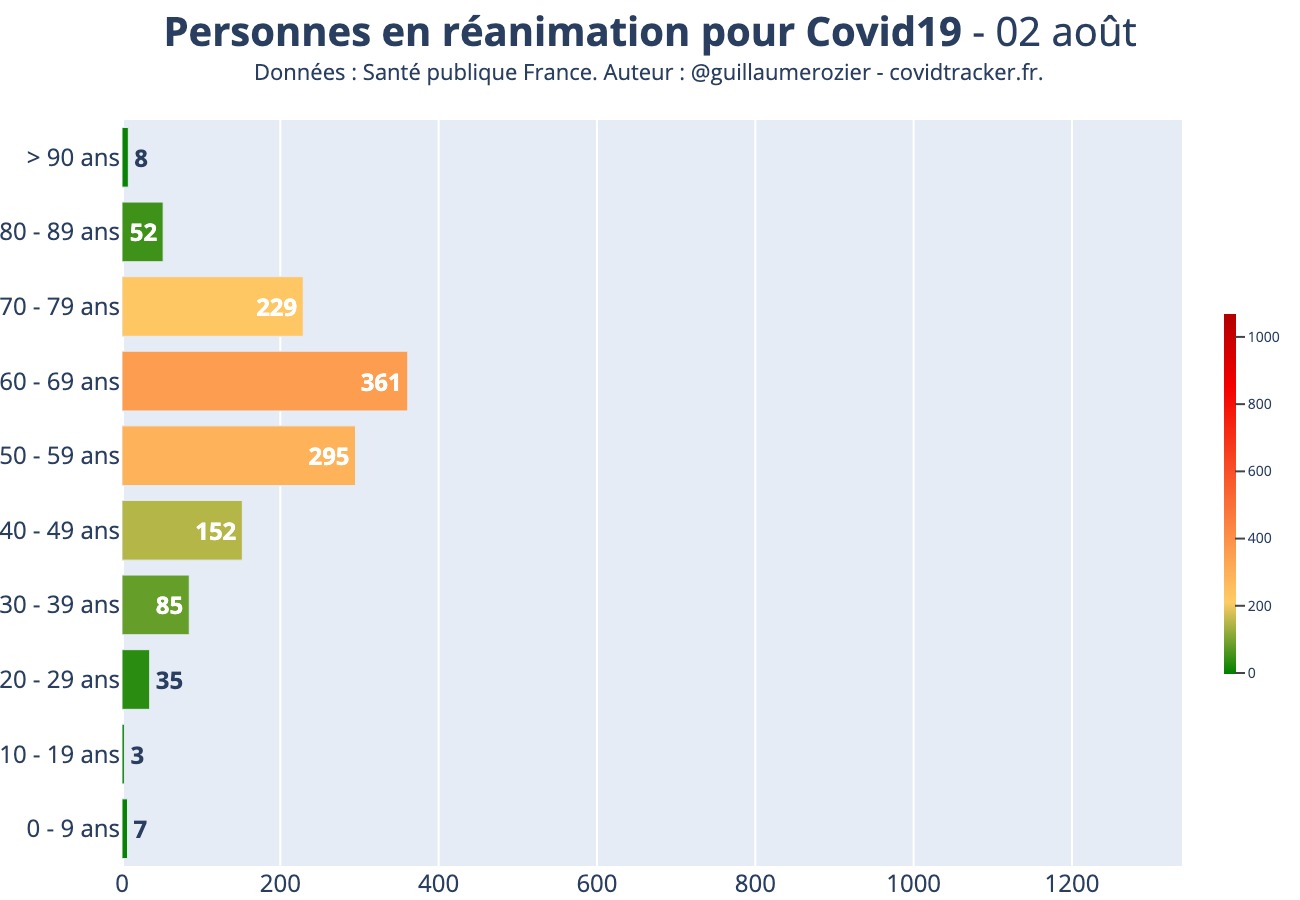 Personnes en réanimation pour Covid19 - 02 août
Données : Santé publique France. Auteur : @guillaumerozier - covidtracker.fr.
> 90 ans 8
80 - 89 ans 52
70 - 79 ans 229
60 - 69 ans 361
50 - 59 ans 295
40 - 49 ans 152
30 - 39 ans 85
20 - 29 ans 35
10 - 19 ans 3
0 - 9 ans 7
0 200 400 600 800 1000 1200
1000
800
600
400
200
0